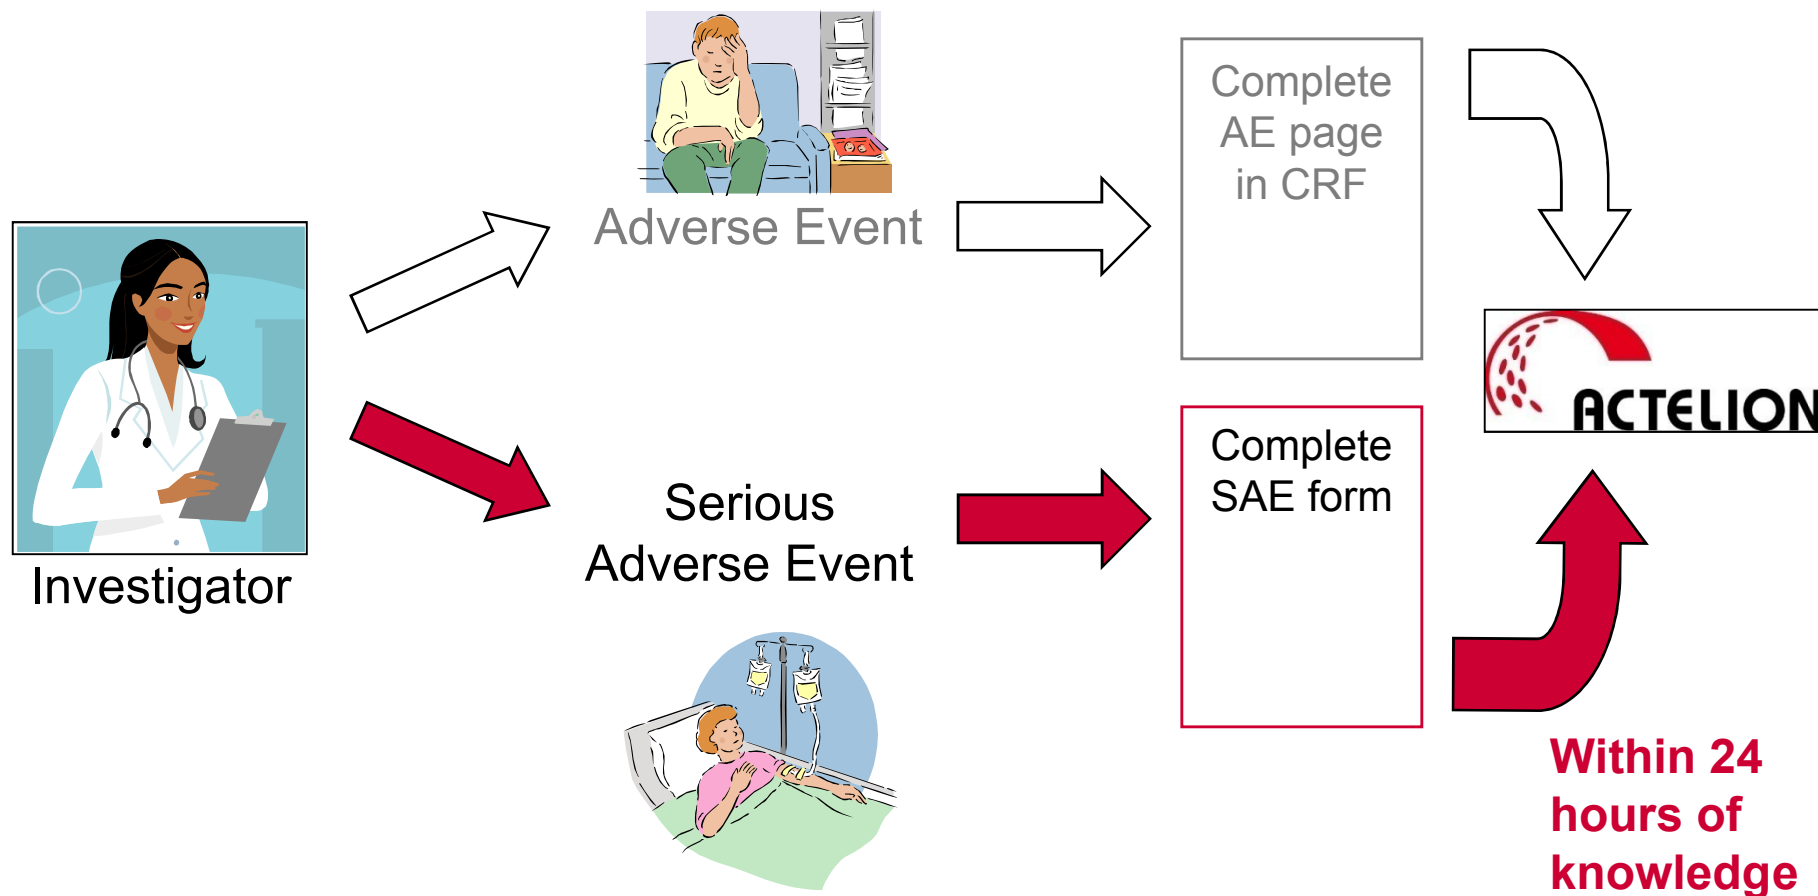 Complete
AE page
in CRF
Adverse Event
ACTELION
Investigator
Serious
Adverse Event
Complete
SAE form
Within 24
hours of
knowledge